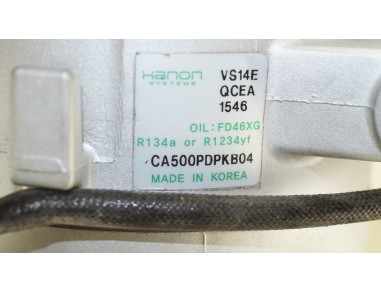 Hanon VS14E
SYSTEMS QCEA
1546
OIL: FD46XG
R134a or R1234yf
CA500PDPKB04
MADE IN KOREA